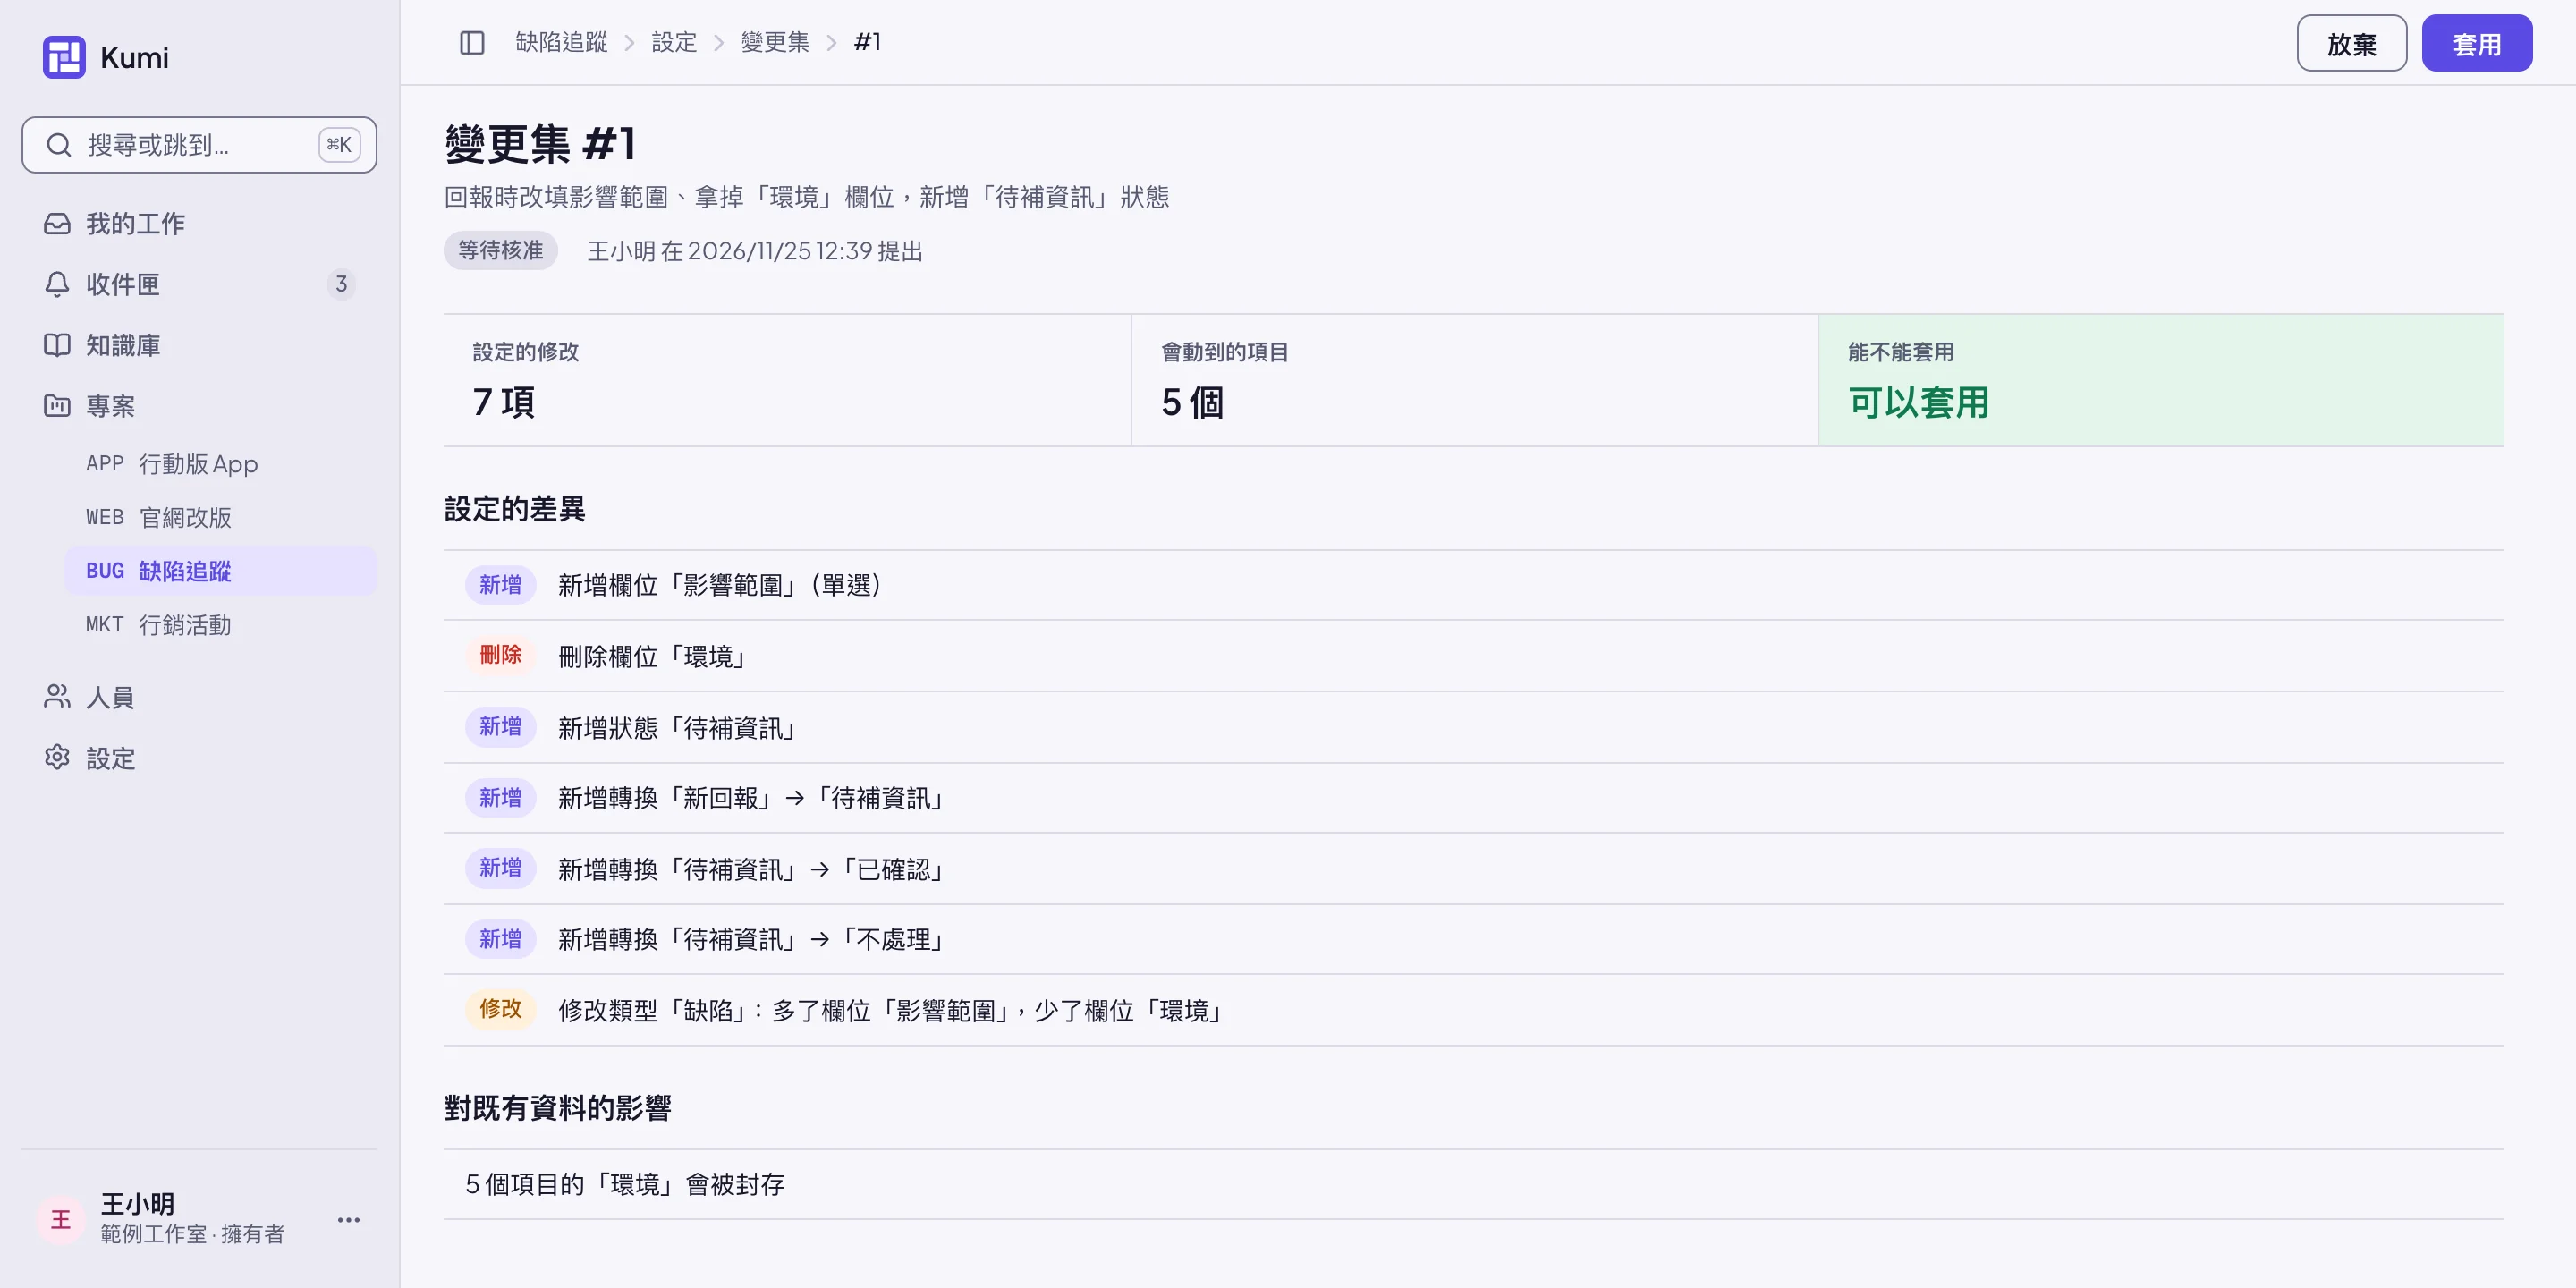 Kumi
搜尋或跳到...
⌘K
我的工作
收件匣
3
知識庫
專案
APP 行動版 App
WEB 官網改版
BUG 缺陷追蹤
MKT 行銷活動
人員
設定
王
王小明
範例工作室 · 擁有者
缺陷追蹤 > 設定 > 變更集 > #1
放棄
套用
變更集 #1
回報時改填影響範圍、拿掉「環境」欄位，新增「待補資訊」狀態
等待核准
王小明 在 2026/11/25 12:39 提出
設定的修改
7 項
會動到的項目
5 個
能不能套用
可以套用
設定的差異
新增 新增欄位「影響範圍」（單選）
刪除 刪除欄位「環境」
新增 新增狀態「待補資訊」
新增 新增轉換「新回報」→「待補資訊」
新增 新增轉換「待補資訊」→「已確認」
新增 新增轉換「待補資訊」→「不處理」
修改 修改類型「缺陷」：多了欄位「影響範圍」，少了欄位「環境」
對既有資料的影響
5 個項目的「環境」會被封存